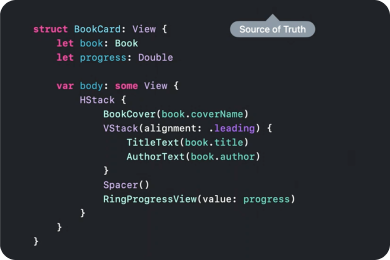 Source of Truth
struct BookCard: View {
    let book: Book
    let progress: Double

    var body: some View {
        HStack {
            BookCover(book.coverName)
            VStack(alignment: .leading) {
                TitleText(book.title)
                AuthorText(book.author)
            }
            Spacer()
            RingProgressView(value: progress)
        }
    }
}